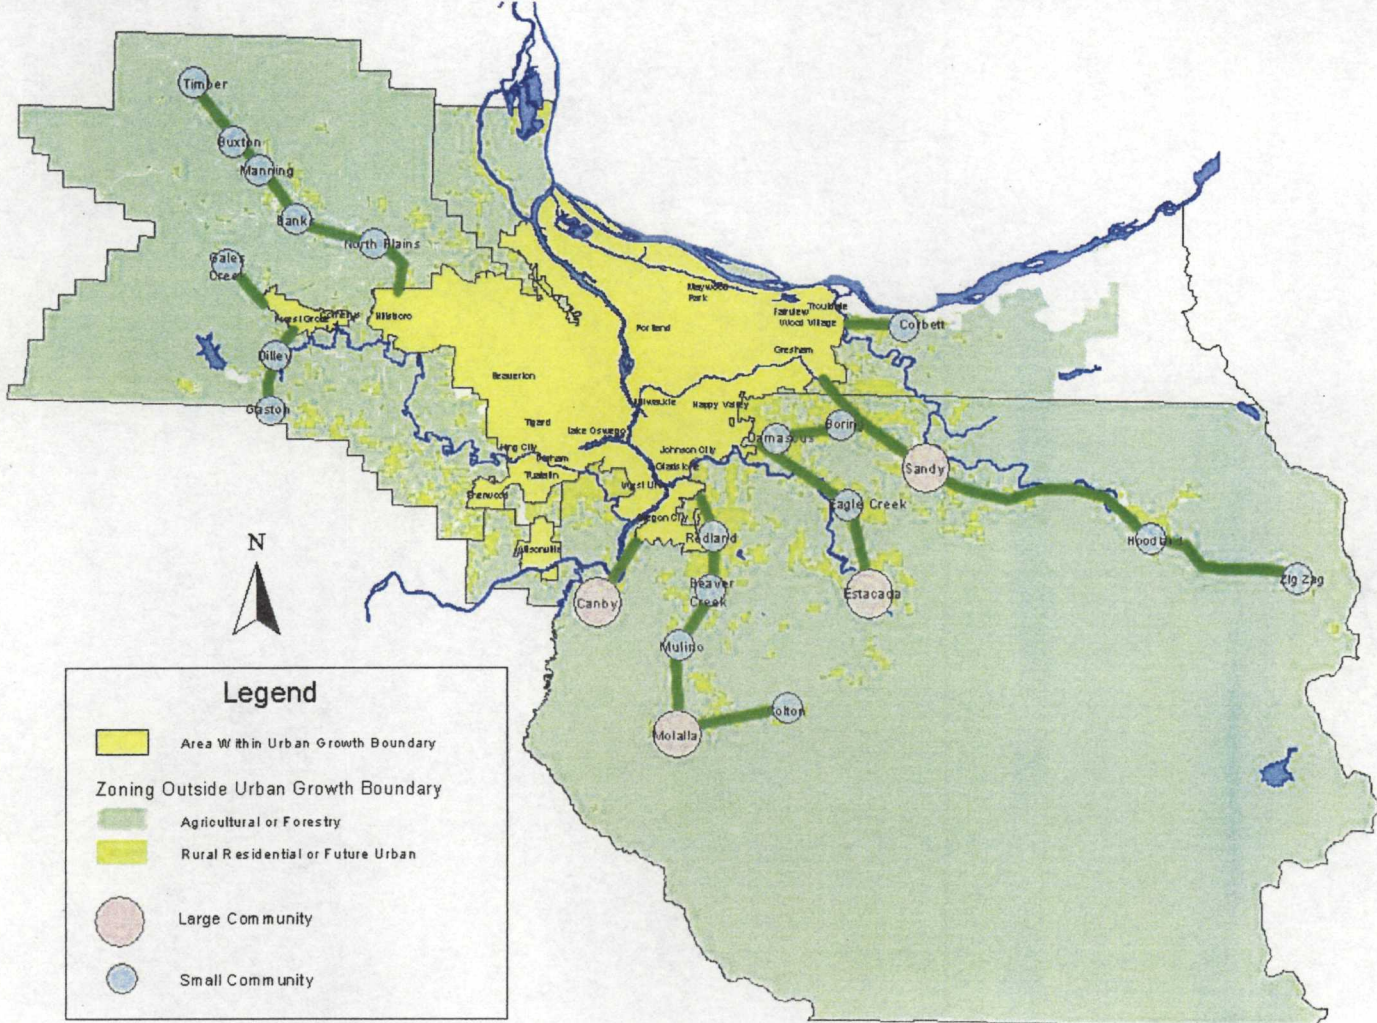 Timber
Buxton
Manning
Banks
North Plains
Gales
Creek
Forest Grove
Cornelius
Hillsboro
Dilley
Gaston
Maywood
Park
Portland
Fairview
Troutdale
Wood Village
Corbett
Gresham
Beaverton
Milwaukie
Happy Valley
Tigard
Lake Oswego
Damascus
Boring
King City
Durham
Johnson City
Gladstone
Tualatin
West Linn
Sandy
Sherwood
Eagle Creek
Oregon City
Redland
Wilsonville
Hoodland
Zig Zag
N
Canby
Beaver
Creek
Estacada
Mulino
Molalla
Colton
Legend
Area Within Urban Growth Boundary
Zoning Outside Urban Growth Boundary
Agricultural or Forestry
Rural Residential or Future Urban
Large Community
Small Community